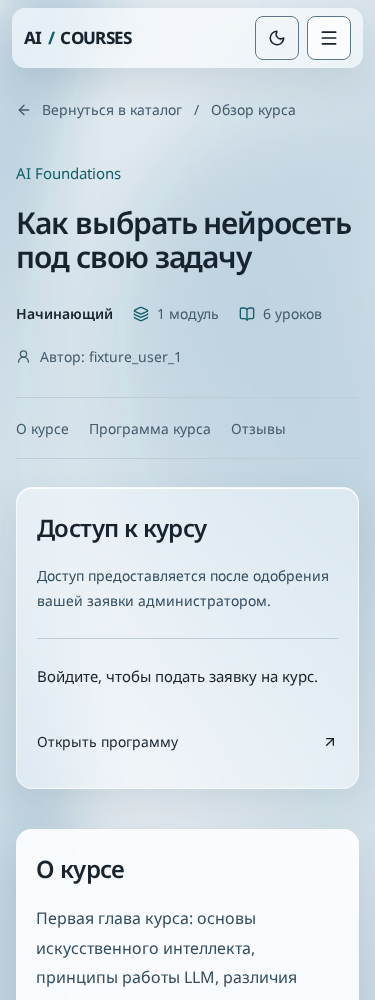 AI / COURSES
Вернуться в каталог / Обзор курса
AI Foundations
Как выбрать нейросеть
под свою задачу
Начинающий 1 модуль 6 уроков
Автор: fixture_user_1
О курсе Программа курса Отзывы
Доступ к курсу
Доступ предоставляется после одобрения
вашей заявки администратором.
Войдите, чтобы подать заявку на курс.
Открыть программу
О курсе
Первая глава курса: основы
искусственного интеллекта,
принципы работы LLM, различия